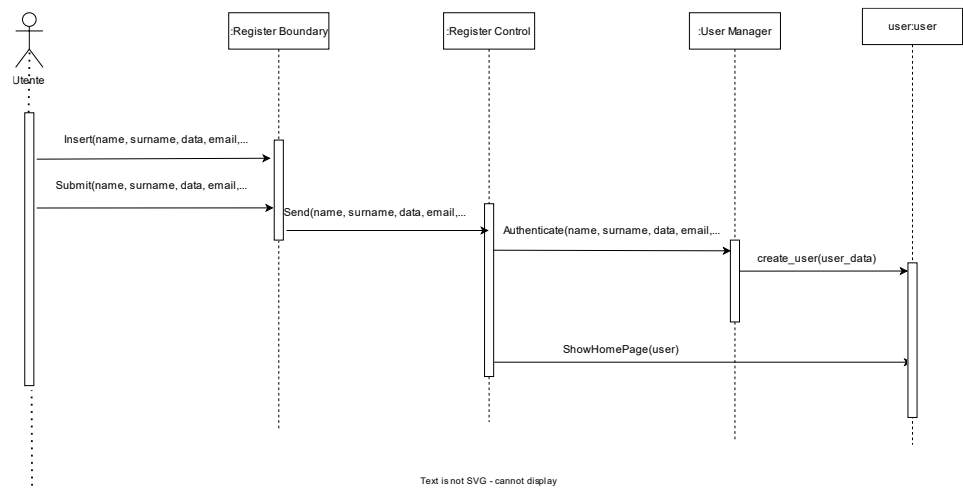 :Register Boundary
:Register Control
:User Manager
user:user
Utente
Insert(name, surname, data, email,...
Submit(name, surname, data, email,...
Send(name, surname, data, email,...
Authenticate(name, surname, data, email,...
create_user(user_data)
ShowHomePage(user)
Text is not SVG - cannot display